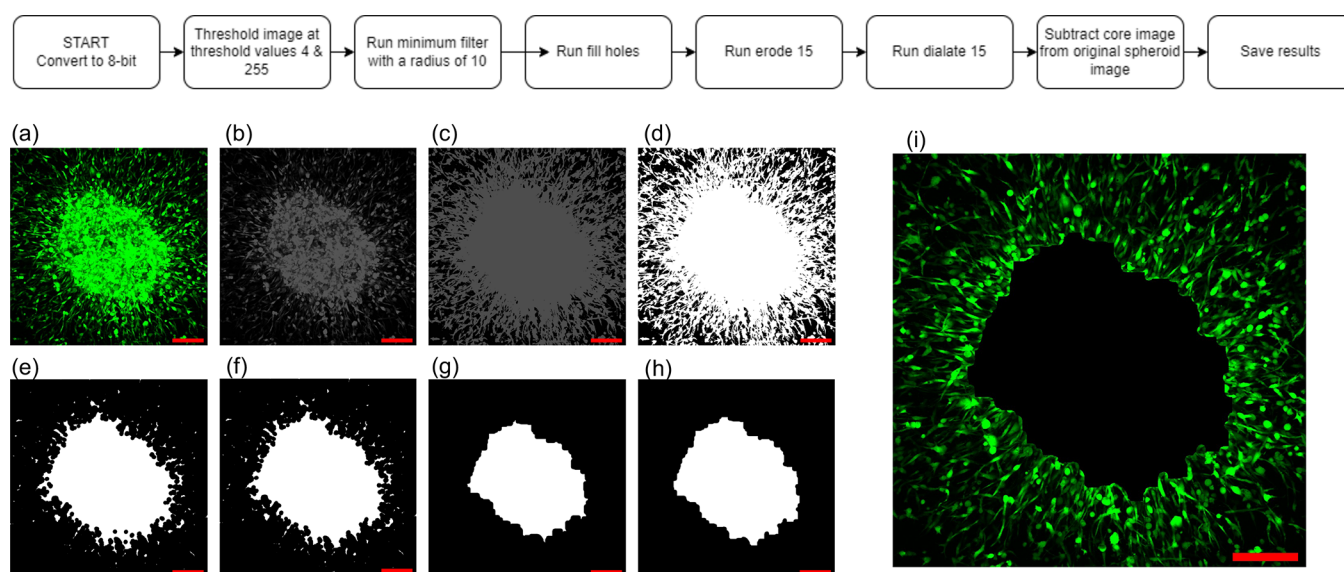 START
Convert to 8-bit
Threshold image at
threshold values 4 &
255
Run minimum filter
with a radius of 10
Run fill holes
Run erode 15
Run dialate 15
Subtract core image
from original spheroid
image
Save results
(a)
(b)
(c)
(d)
(i)
(e)
(f)
(g)
(h)